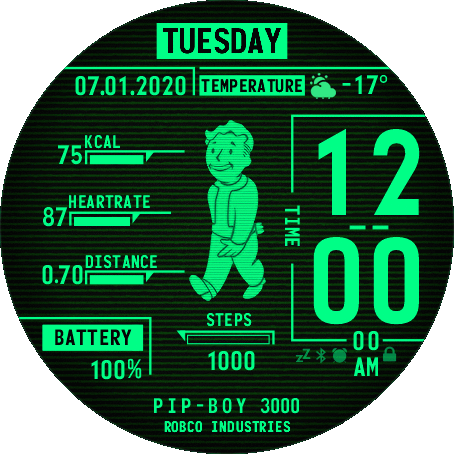 TUESDAY
07.01.2020
TEMPERATURE -17°
KCAL
75
HEARTRATE
87
DISTANCE
0.70
BATTERY
100%
STEPS
1000
TIME
12
00
00
AM
zZ
PIP-BOY 3000
ROBCO INDUSTRIES